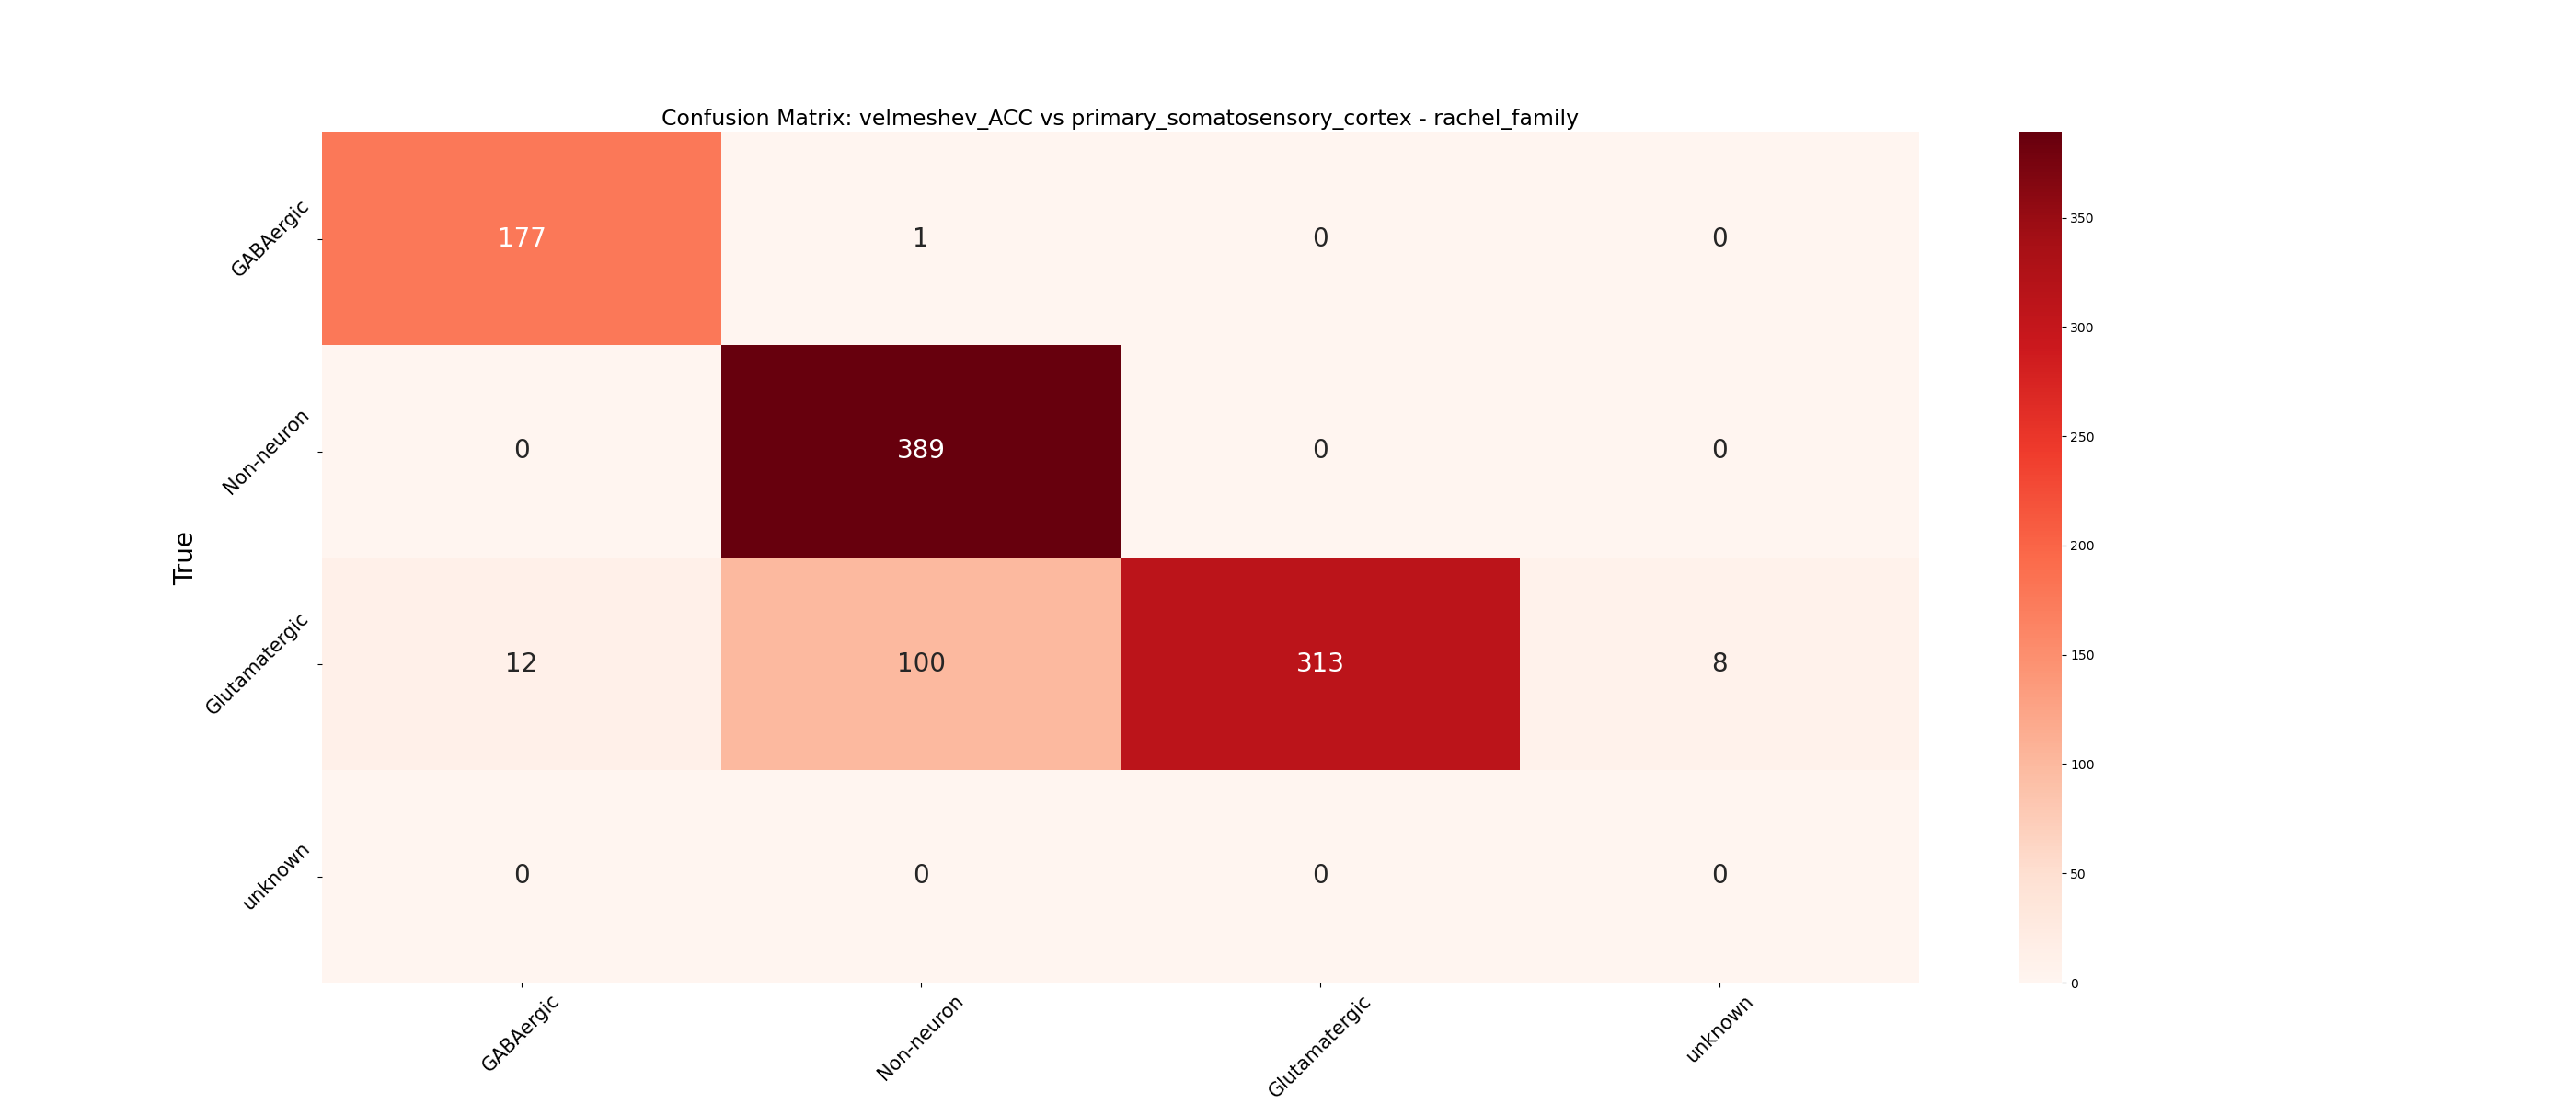 Confusion Matrix: velmeshev_ACC vs primary_somatosensory_cortex - rachel_family
True
GABAergic
177 1 0 0
Non-neuron
0 389 0 0
Glutamatergic
12 100 313 8
unknown
0 0 0 0
GABAergic Non-neuron Glutamatergic unknown
350
300
250
200
150
100
50
0